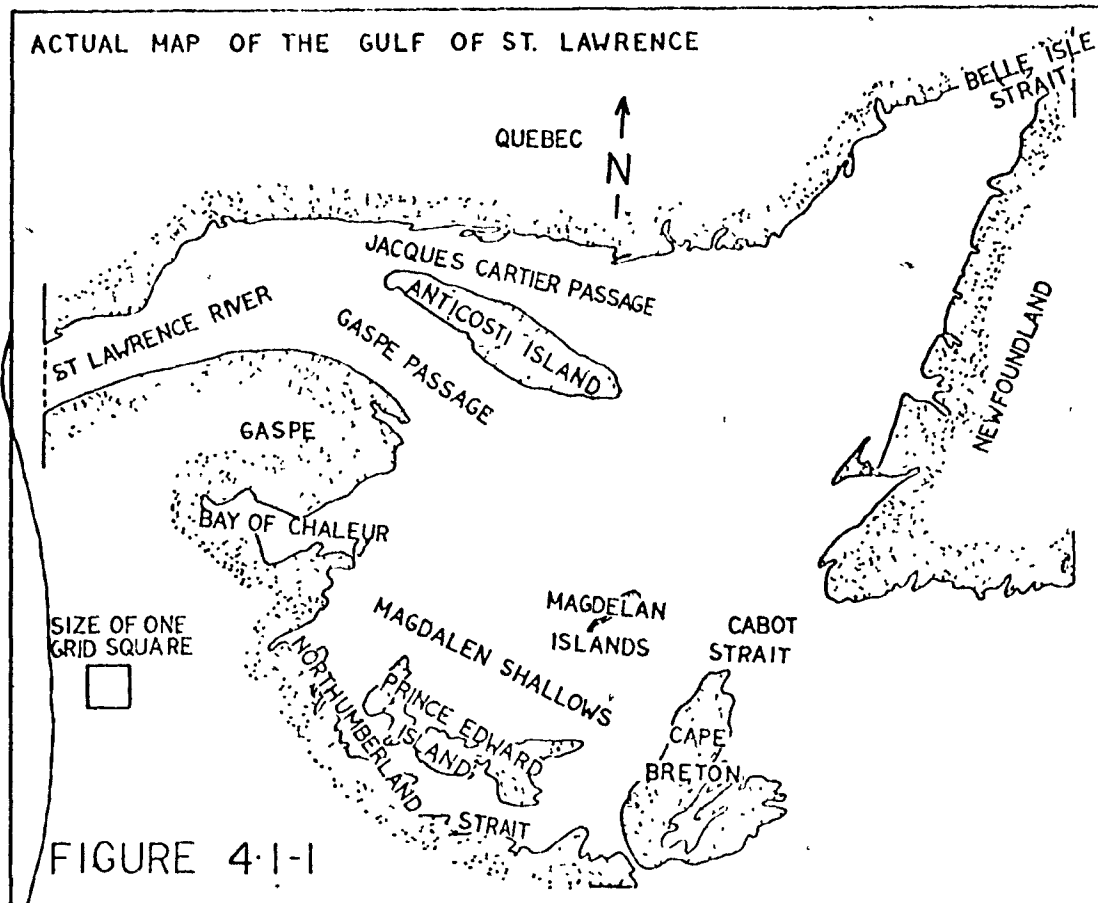 ACTUAL MAP OF THE GULF OF ST. LAWRENCE
BELLE ISLE
STRAIT
QUEBEC
N
JACQUES CARTIER PASSAGE
ANTICOSTI ISLAND
ST LAWRENCE RIVER
GASPE PASSAGE
NEWFOUNDLAND
GASPE
BAY OF CHALEUR
MAGDELAN
ISLANDS
CABOT
STRAIT
SIZE OF ONE
GRID SQUARE
MAGDALEN SHALLOWS
NORTHUMBERLAND
STRAIT
PRINCE EDWARD
ISLAND
CAPE
BRETON
FIGURE 4·1-1